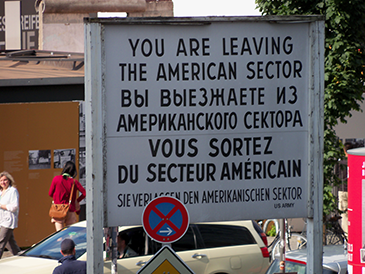 YOU ARE LEAVING
THE AMERICAN SECTOR
ВЫ ВЫЕЗЖАЕТЕ ИЗ
АМЕРИКАНСКОГО СЕКТОРА
VOUS SORTEZ
DU SECTEUR AMÉRICAIN
SIE VERLASSEN DEN AMERIKANISCHEN SEKTOR
US ARMY